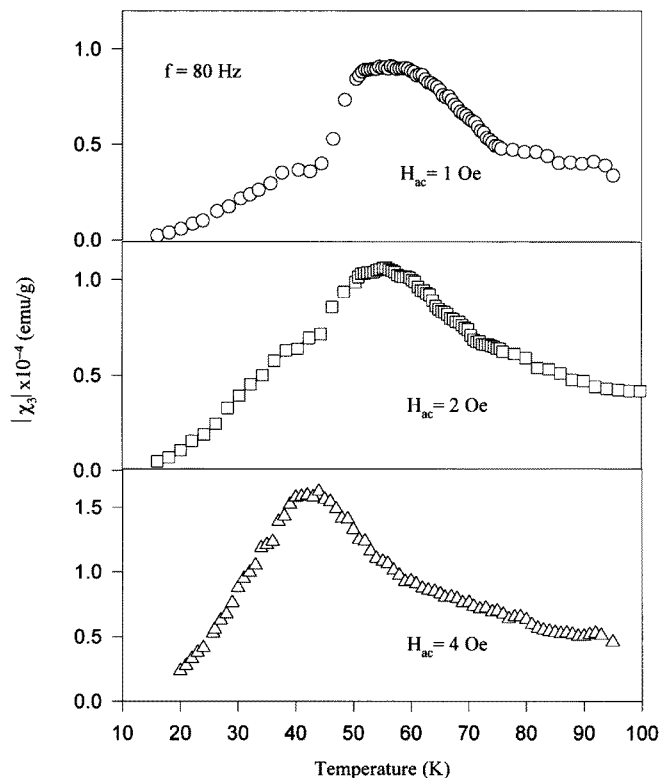 f = 80 Hz
1.0
0.5
0.0
H_ac = 1 Oe
1.0
0.5
0.0
H_ac = 2 Oe
|χ₃| x10⁻⁴ (emu/g)
1.5
1.0
0.5
0.0
H_ac = 4 Oe
10 20 30 40 50 60 70 80 90 100
Temperature (K)